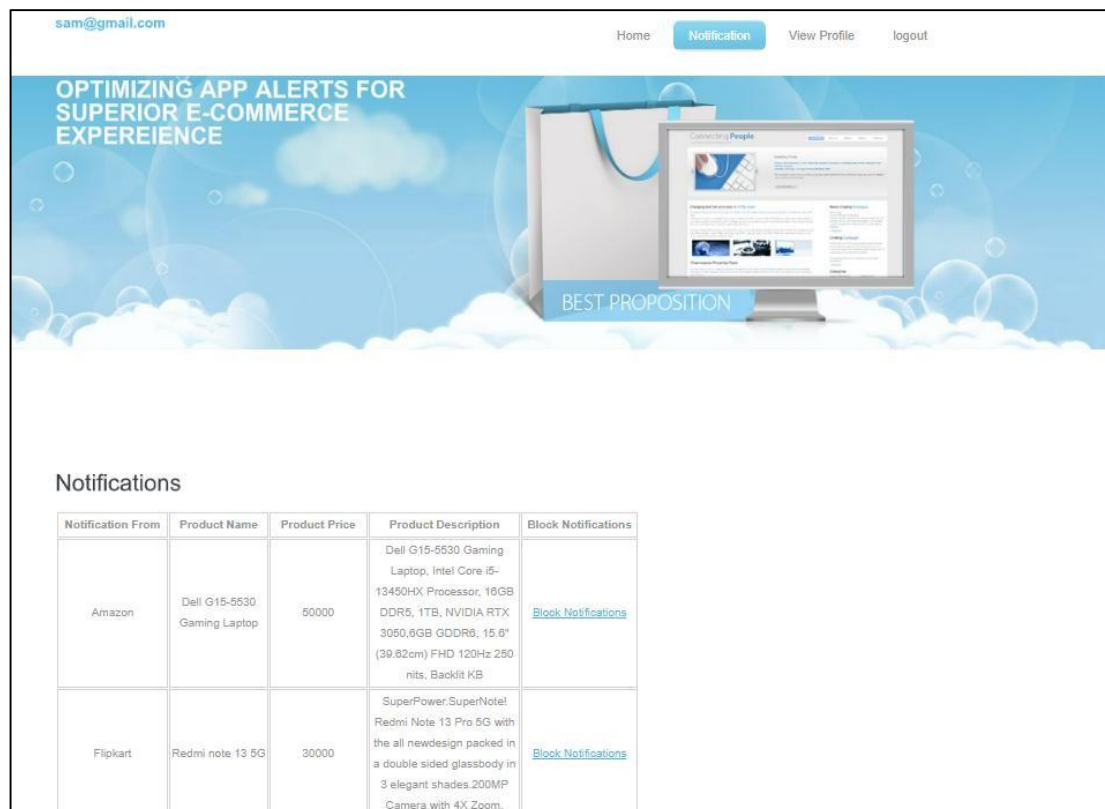 sam@gmail.com
Home
Notification
View Profile
logout
OPTIMIZING APP ALERTS FOR
SUPERIOR E-COMMERCE
EXPEREIENCE
Connecting People
BEST PROPOSITION
Notifications
Notification From
Product Name
Product Price
Product Description
Block Notifications
Amazon
Dell G15-5530
Gaming Laptop
50000
Dell G15-5530 Gaming
Laptop, Intel Core i5-
13450HX Processor, 16GB
DDR5, 1TB, NVIDIA RTX
3050,6GB GDDR6, 15.6"
(39.62cm) FHD 120Hz 250
nits, Backlit KB
Block Notifications
Flipkart
Redmi note 13 5G
30000
SuperPower.SuperNote!
Redmi Note 13 Pro 5G with
the all newdesign packed in
a double sided glassbody in
3 elegant shades.200MP
Camera with 4X Zoom.
Block Notifications